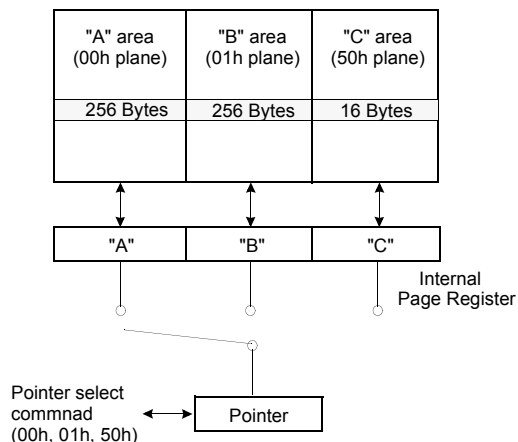 "A" area
(00h plane)
"B" area
(01h plane)
"C" area
(50h plane)
256 Bytes
256 Bytes
16 Bytes
"A"
"B"
"C"
Internal
Page Register
Pointer select
commnad
(00h, 01h, 50h)
Pointer